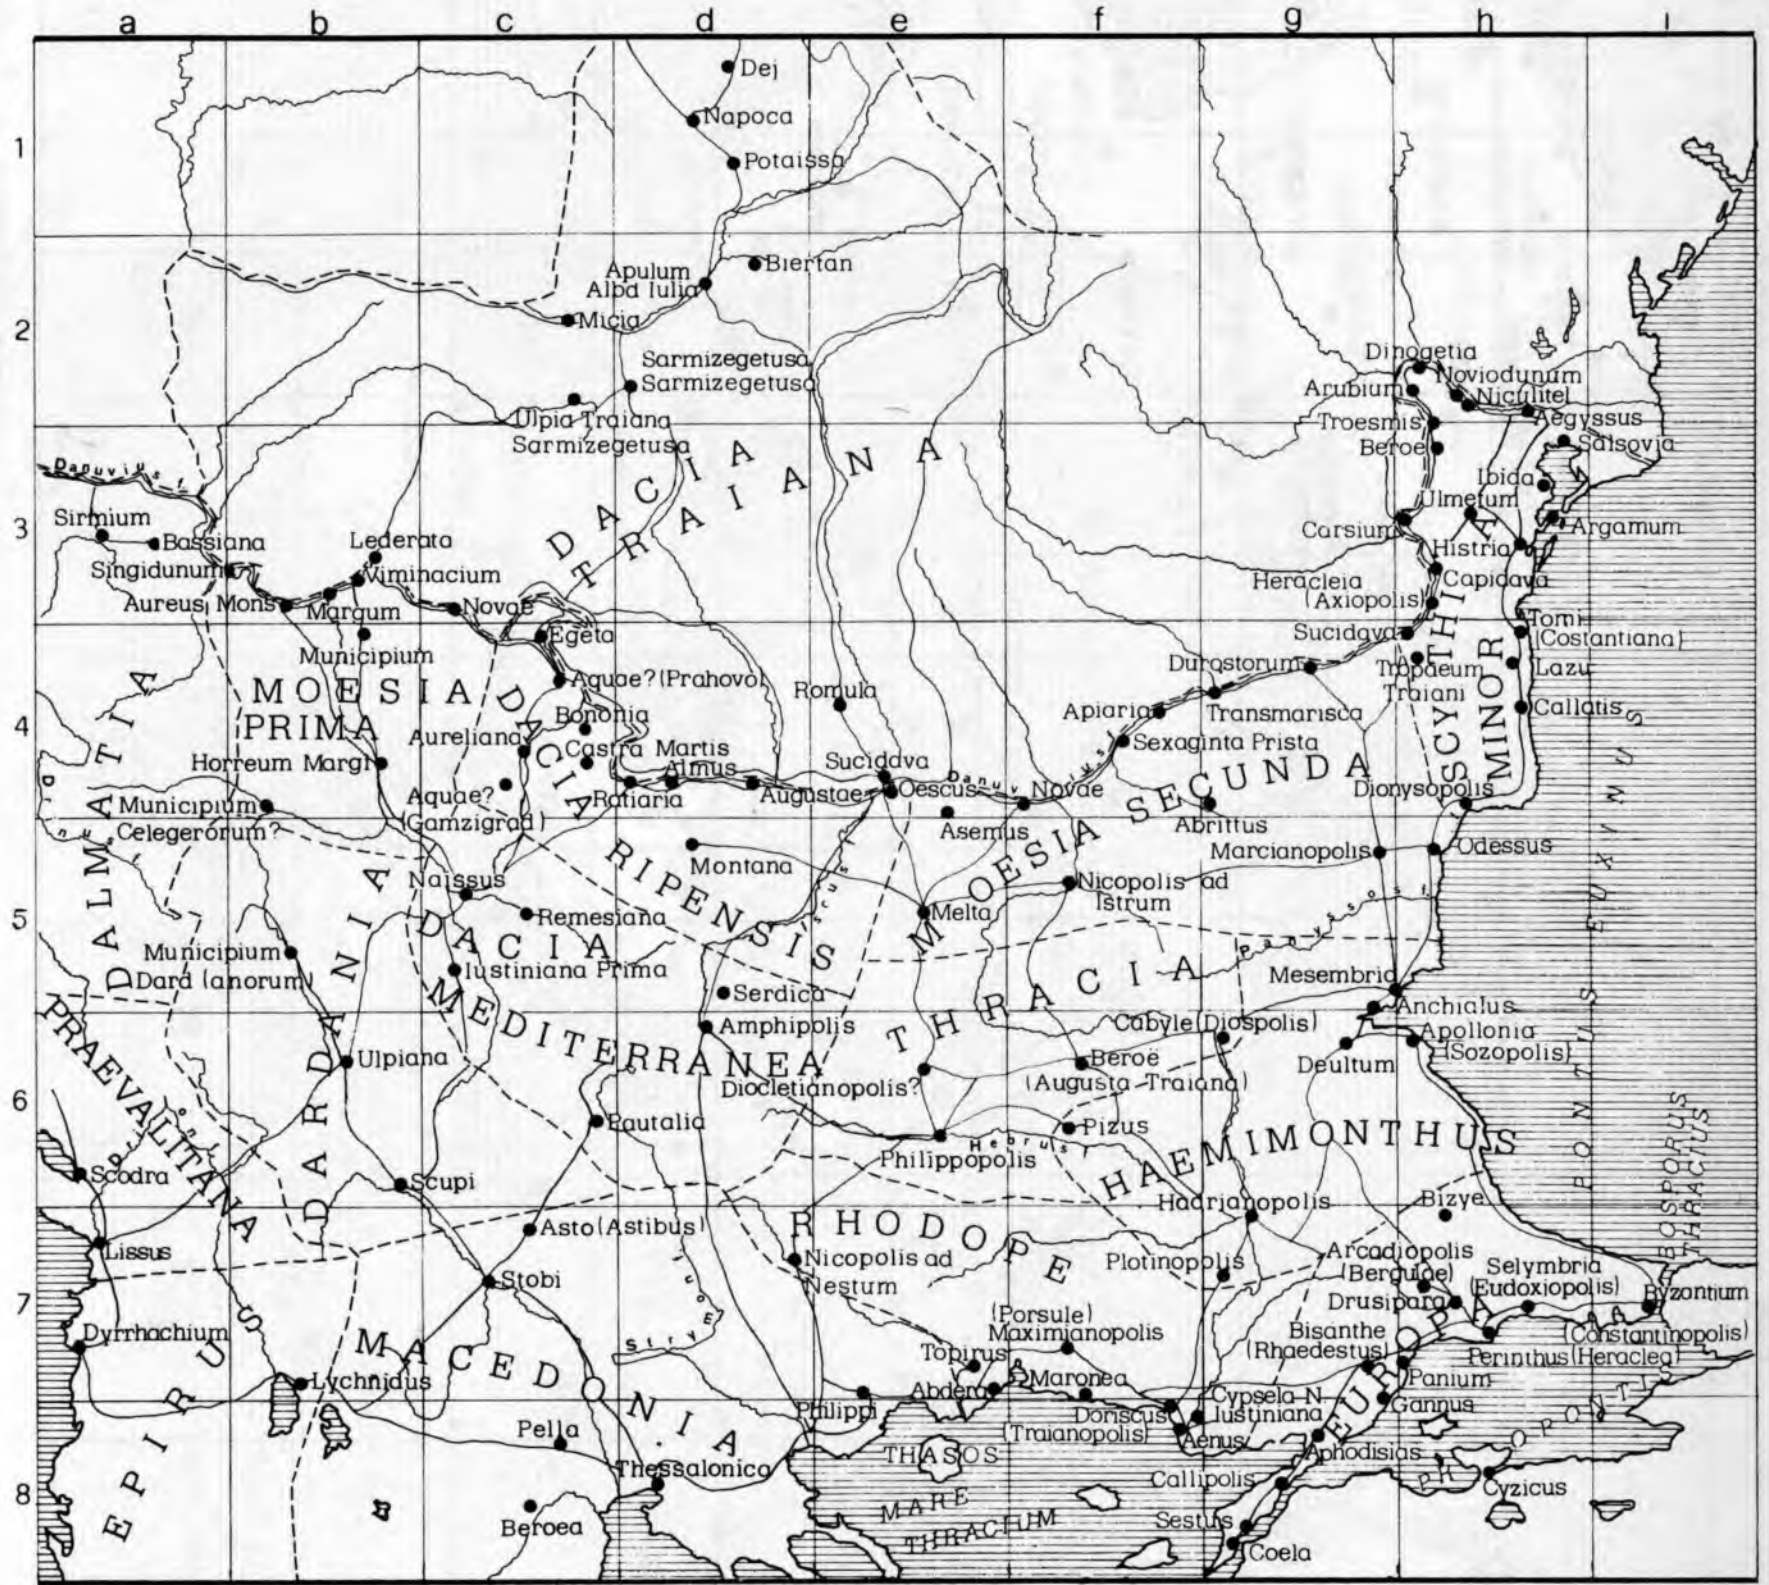 a b c d e f g h i
1
2
3
4
5
6
7
8
Dej
Napoca
Potaissa
Biertan
Apulum
Alba Iulia
Micia
Sarmizegetusa
Sarmizegetusa
Ulpia Traiana
Sarmizegetusa
DACIA
TRAIANA
Dinogetia
Noviodunum
Arubium
Niculitel
Aegyssus
Troesmis
Salsovia
Beroe
Ibida
Ulmetum
Argamum
Carsium
Histria
Capidava
Heracleia
(Axiopolis)
Tomi
(Costantiana)
Sucidava
Tropaeum
Traiani
Lazu
Callatis
Durostorum
Transmarisca
Apiaria
Sexaginta Prista
SCYTHIA
MINOR
Danuvius f.
Sirmium
Bassiana
Singidunum
Aureus Mons
Margum
Lederata
Viminacium
Novae
Egeta
Municipium
MOESIA
PRIMA
Aquae? (Prahovo)
Bononia
Aureliana
Castra Martis
Horreum Margi
Aquae?
(Gamzigrad)
Ratiaria
Almus
Augustae
Romula
Sucidava
Oescus
Danuvius f.
Novae
Asemus
Abrittus
Dionysopolis
MOESIA SECUNDA
Municipium
Celegerorum?
DALMATIA
Drinus f.
DACIA
RIPENSIS
Montana
Marcianopolis
Odessus
Naissus
Remesiana
Melta
Nicopolis ad
Istrum
Panyssos f.
DACIA
MEDITERRANEA
Iustiniana Prima
Municipium
Dard (anorum)
Serdica
Amphipolis
THRACIA
Mesembria
Anchialus
Apollonia
(Sozopolis)
Cabyle (Diospolis)
Deultum
Beroë
(Augusta Traiana)
Diocletianopolis?
PONTUS EUXINUS
PRAEVALITANA
DARDANIA
Ulpiana
Pautalia
Philippopolis
Hebrus f.
Pizus
HAEMIMONTHUS
Scodra
Scupi
Hadrianopolis
Bizye
BOSPORUS
THRACIUS
Lissus
Asto (Astibus)
RHODOPE
Nicopolis ad
Nestum
Plotinopolis
Arcadiopolis
(Bergulae)
Selymbria
(Eudoxiopolis)
Byzantium
(Constantinopolis)
Drusipara
Stobi
(Porsule)
Maximianopolis
Bisanthe
(Rhaedestus)
Perinthus (Heraclea)
Dyrrhachium
EPIRUS
MACEDONIA
Lychnidus
Topirus
Abdera
Maronea
EUROPA
Panium
Gannus
Philippi
Doriscus
(Traianopolis)
Cypsela N.
Iustiniana
Aenus
Pella
Thessalonica
THASOS
Aphodisias
Callipolis
Cyzicus
Beroea
MARE
THRACIUM
Sestus
Coela